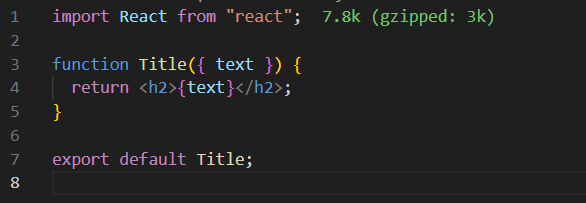 1 import React from "react"; 7.8k (gzipped: 3k)
2
3 function Title({ text }) {
4   return <h2>{text}</h2>;
5 }
6
7 export default Title;
8